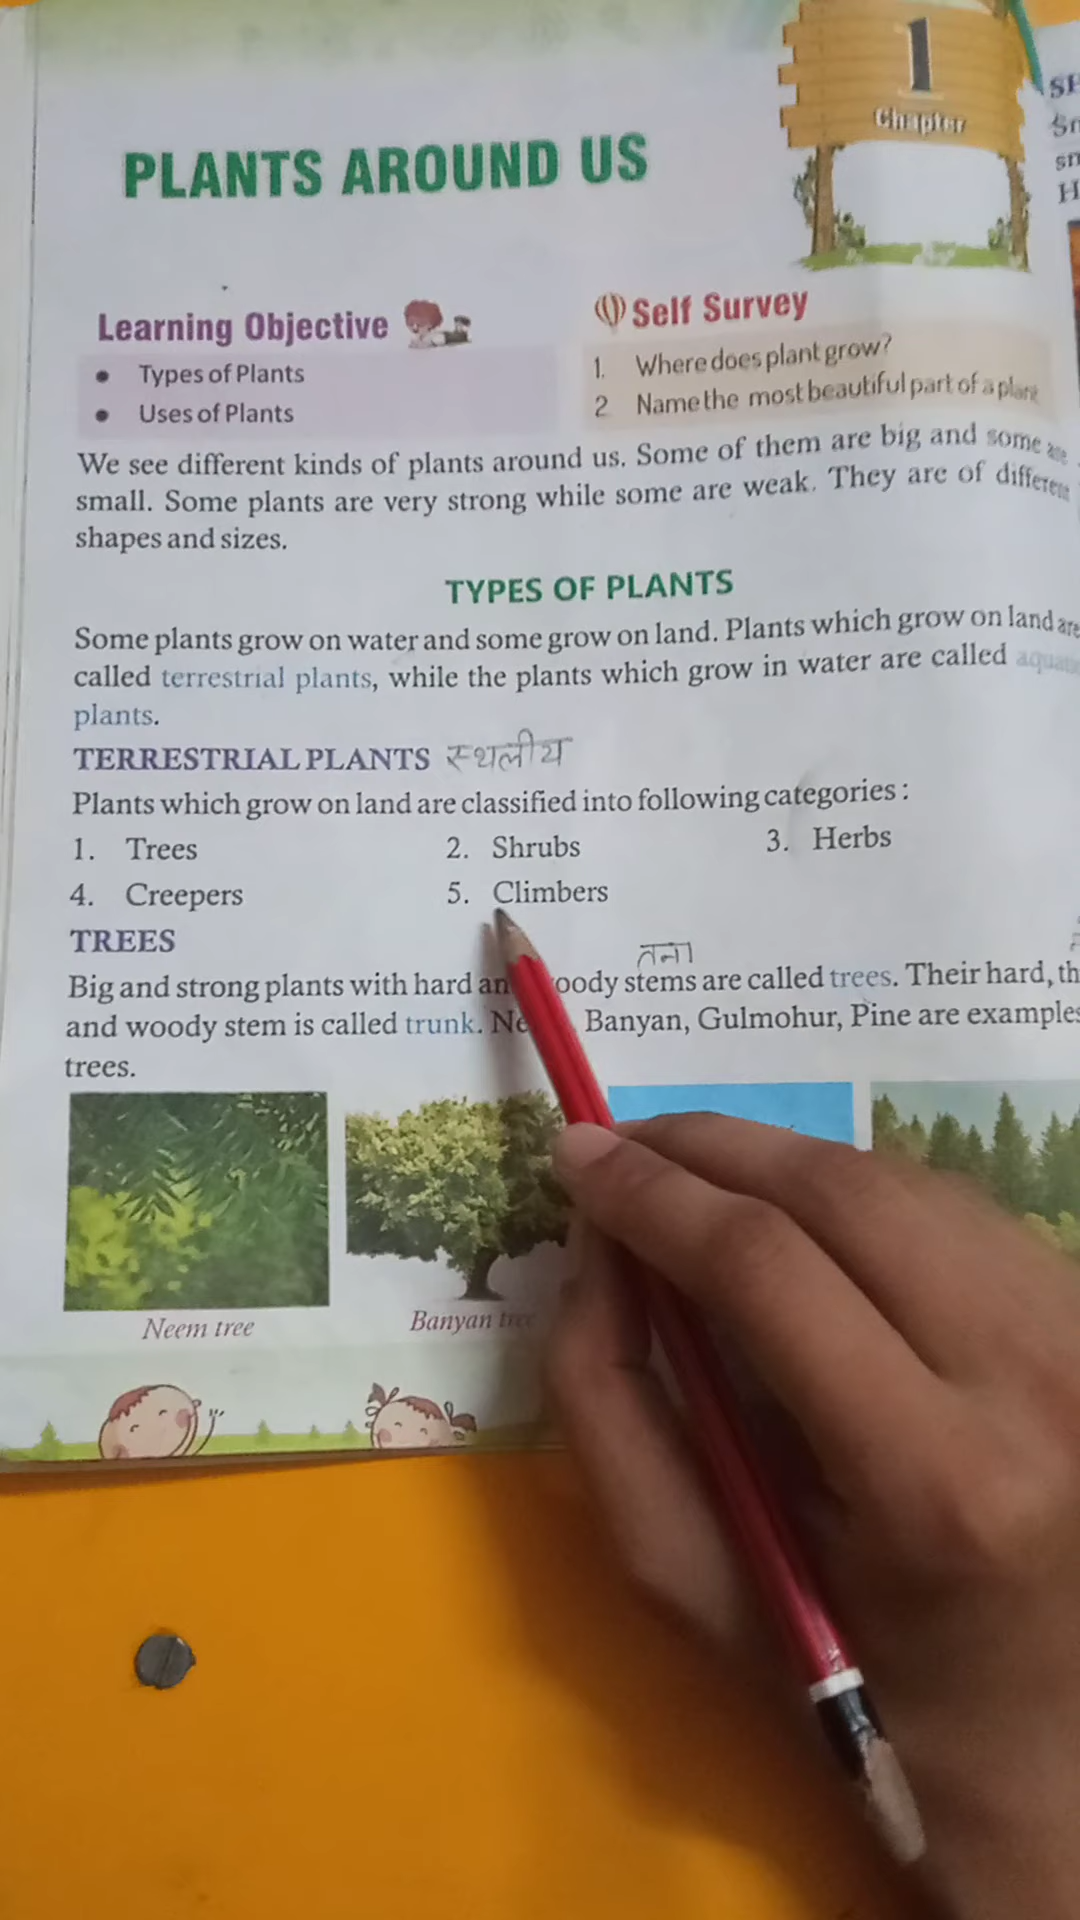 1
Chapter
PLANTS AROUND US
Learning Objective
• Types of Plants
• Uses of Plants
Self Survey
1. Where does plant grow?
2 Name the most beautiful part of a plant
We see different kinds of plants around us. Some of them are big and some are
small. Some plants are very strong while some are weak. They are of different
shapes and sizes.
TYPES OF PLANTS
Some plants grow on water and some grow on land. Plants which grow on land are
called terrestrial plants, while the plants which grow in water are called
plants.
TERRESTRIAL PLANTS स्थलीय
Plants which grow on land are classified into following categories :
1. Trees 2. Shrubs 3. Herbs
4. Creepers 5. Climbers
TREES
तना
Big and strong plants with hard an oody stems are called trees. Their hard, th
and woody stem is called trunk. Ne Banyan, Gulmohur, Pine are examples
trees.
Neem tree
Banyan tree